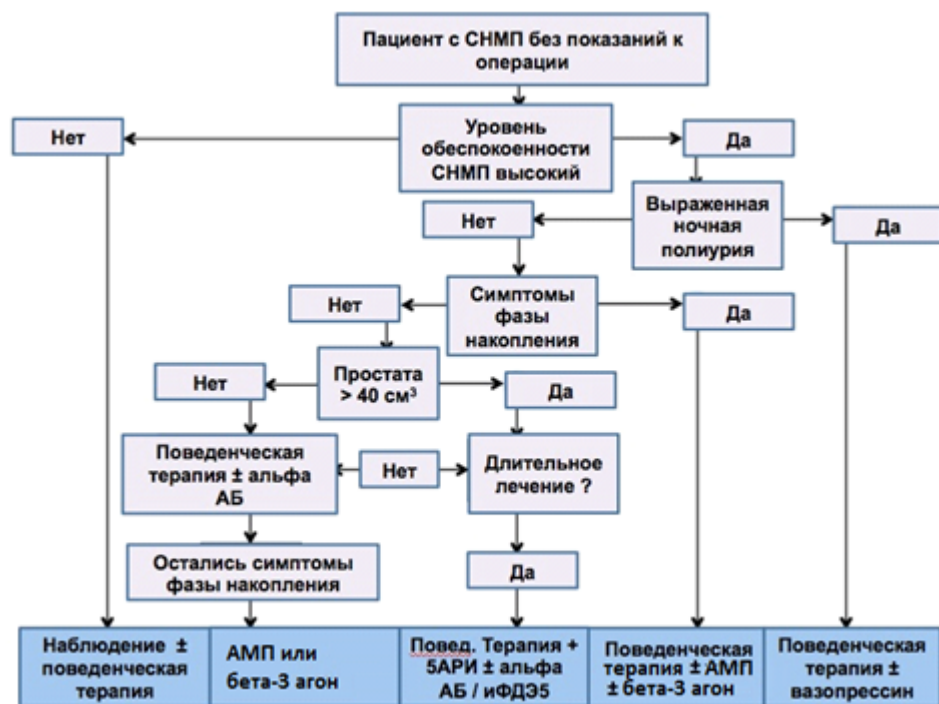 Пациент с СНМП без показаний к
операции
Нет
Уровень
обеспокоенности
СНМП высокий
Да
Нет
Выраженная
ночная
полиурия
Да
Нет
Симптомы
фазы
накопления
Да
Нет
Простата
> 40 см³
Да
Поведенческая
терапия ± альфа
АБ
Нет
Длительное
лечение ?
Остались симптомы
фазы накопления
Да
Наблюдение ±
поведенческая
терапия
АМП или
бета-3 агон
Повед. Терапия +
5АРИ ± альфа
АБ / иФДЭ5
Поведенческая
терапия ± АМП
± бета-3 агон
Поведенческая
терапия ±
вазопрессин